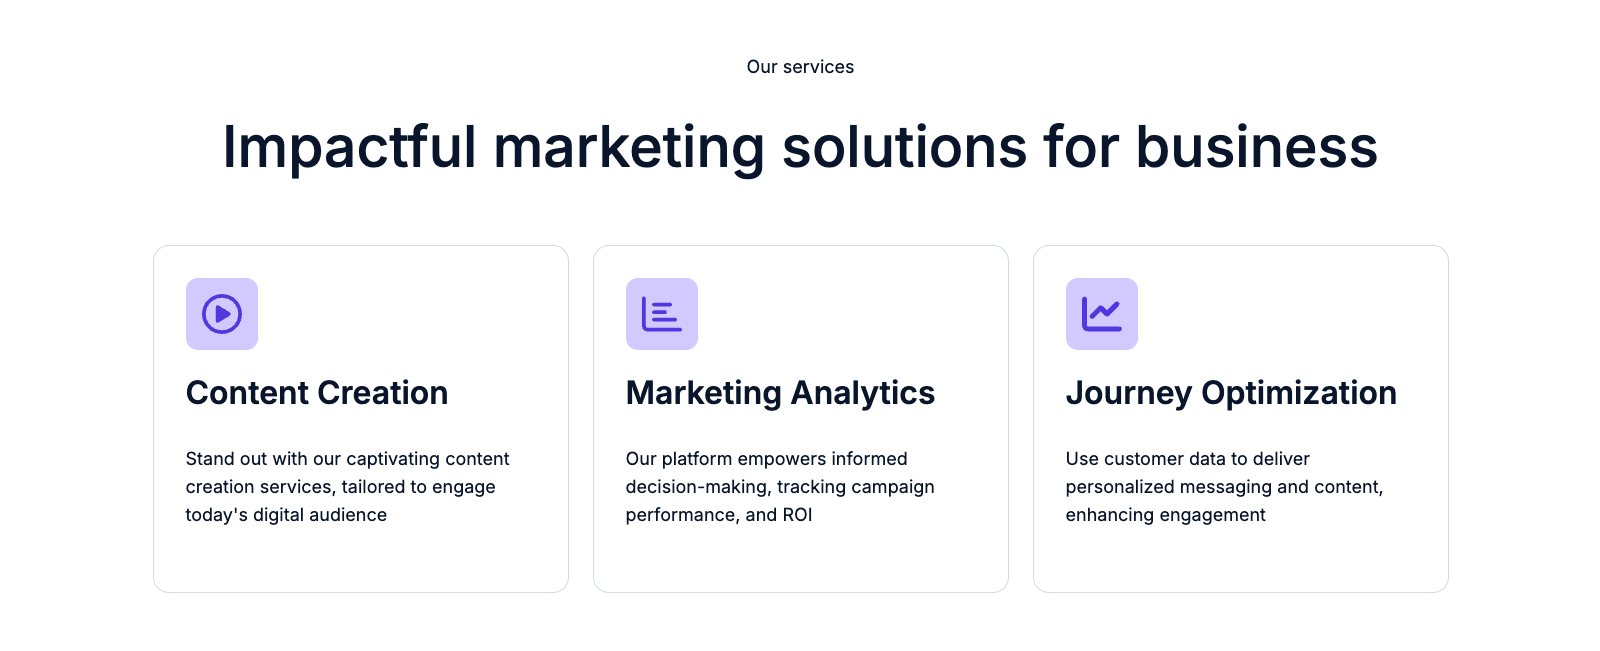 Our services
Impactful marketing solutions for business
Content Creation
Stand out with our captivating content
creation services, tailored to engage
today's digital audience
Marketing Analytics
Our platform empowers informed
decision-making, tracking campaign
performance, and ROI
Journey Optimization
Use customer data to deliver
personalized messaging and content,
enhancing engagement